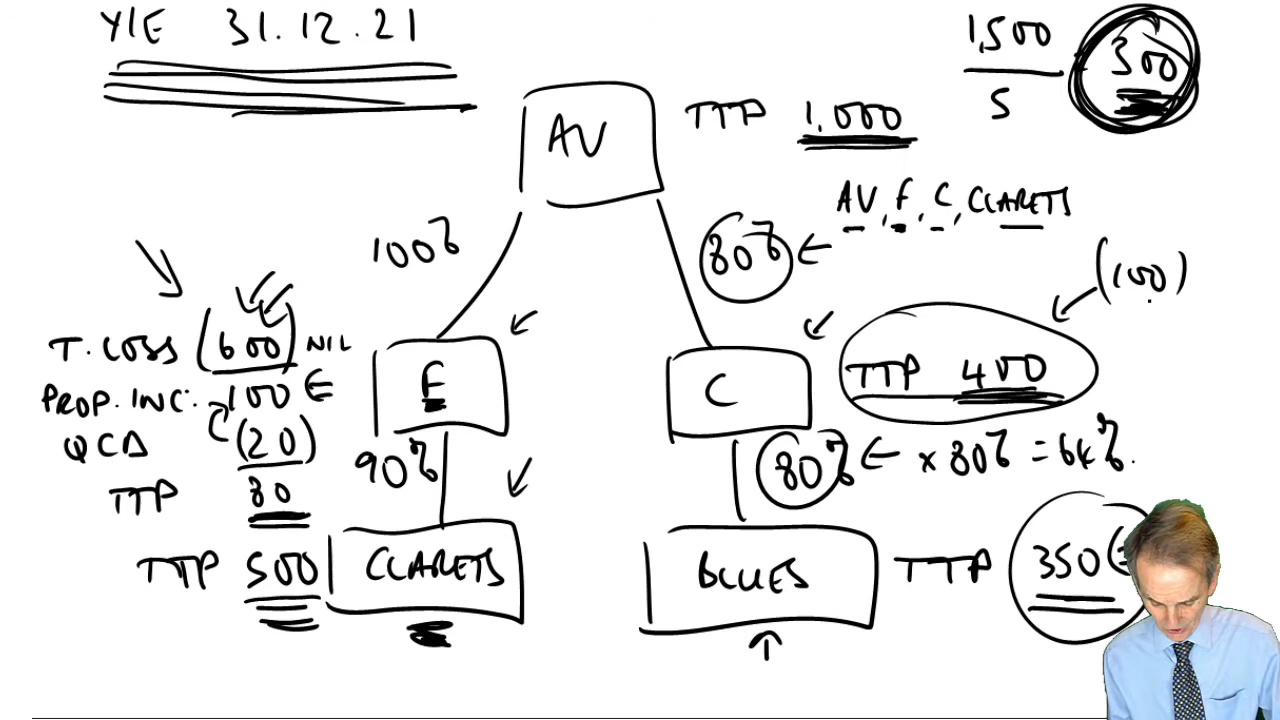 Y/E 31.12.21
1,500
5
300
AV
TTP 1,000
AV, F, C, CLARETS
100%
80% ←
(100)
T. LOSS (600) NIL
PROP. INC. 100 ←
QCD (20)
TTP 80
F
C
TTP 400
90%
80% ← × 80% = 64%.
TTP 500
CLARETS
BLUES
TTP 350